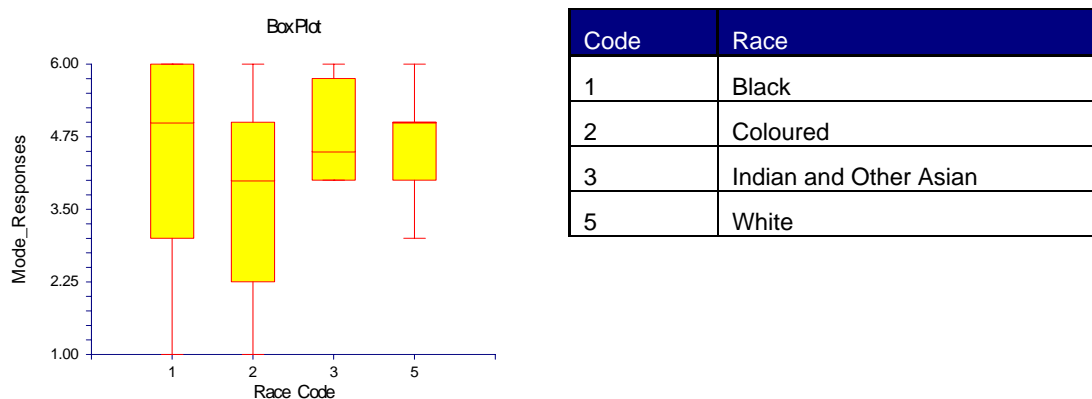 BoxPlot
6.00
4.75
3.50
2.25
1.00
Mode_Responses
1 2 3 5
Race Code
Code Race
1 Black
2 Coloured
3 Indian and Other Asian
5 White